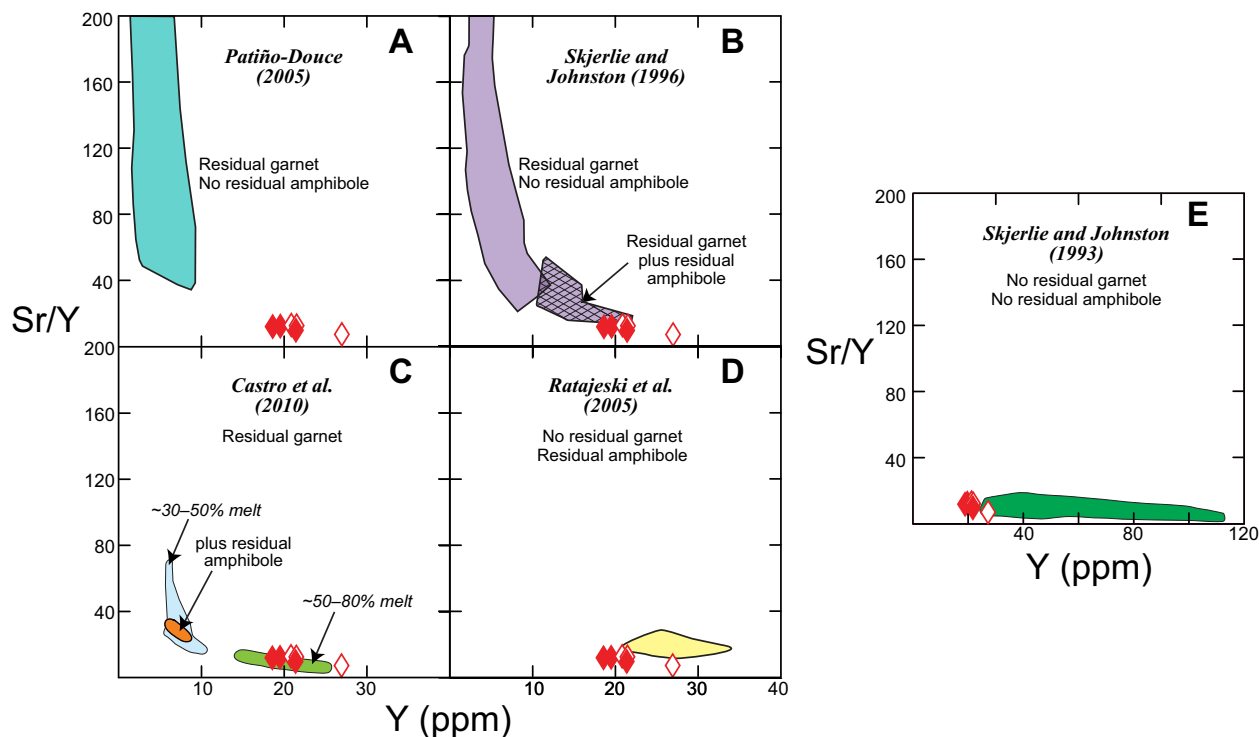 200
160
120
80
40
A
Patiño-Douce
(2005)
Residual garnet
No residual amphibole
B
Skjerlie and
Johnston (1996)
Residual garnet
No residual amphibole
Residual garnet
plus residual
amphibole
Sr/Y
200
160
120
80
40
C
Castro et al.
(2010)
Residual garnet
~30–50% melt
plus residual
amphibole
~50–80% melt
D
Ratajeski et al.
(2005)
No residual garnet
Residual amphibole
10
20
30
10
20
30
40
Y (ppm)
200
160
120
80
40
E
Skjerlie and Johnston
(1993)
No residual garnet
No residual amphibole
Sr/Y
40
80
120
Y (ppm)